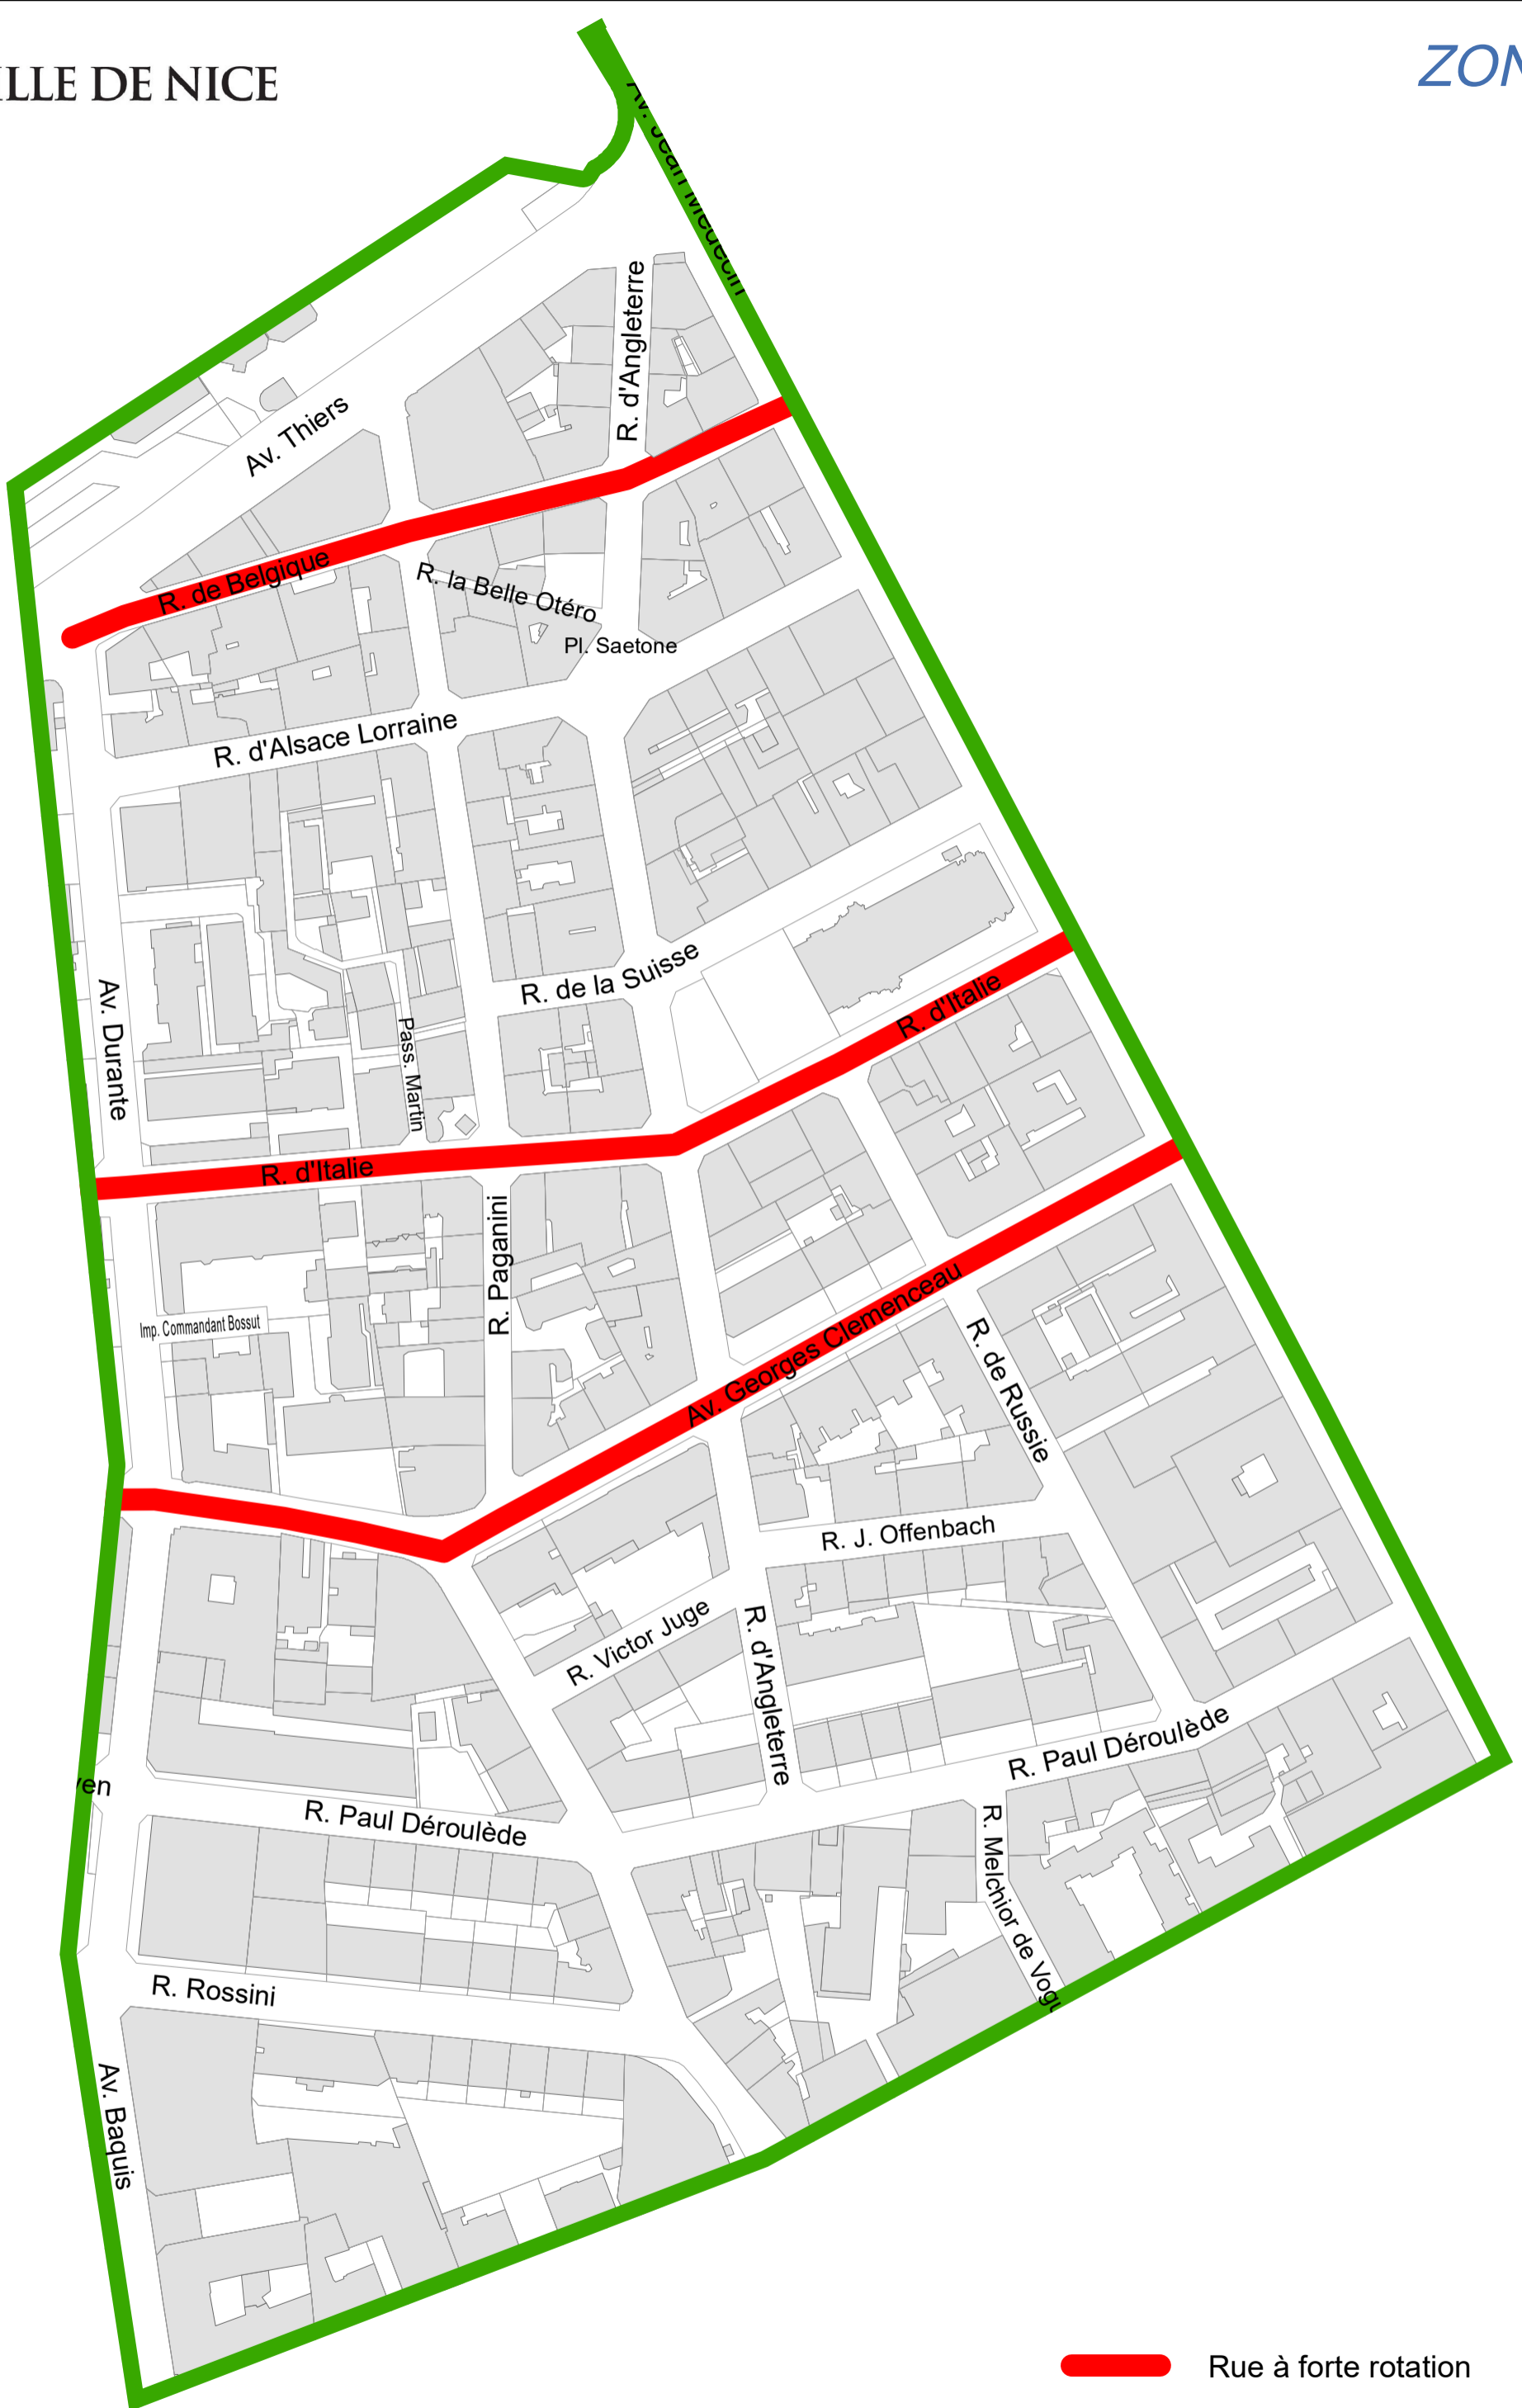 ILLE DE NICE
ZON
Av. Jean Médecin
R. d'Angleterre
Av. Thiers
R. de Belgique
R. la Belle Otéro
Pl. Saetone
R. d'Alsace Lorraine
R. de la Suisse
R. d'Italie
Av. Durante
Pass. Martin
R. d'Italie
R. Paganini
Imp. Commandant Bossut
Av. Georges Clemenceau
R. de Russie
R. J. Offenbach
R. Victor Juge
R. d'Angleterre
R. Paul Déroulède
yen
R. Paul Déroulède
R. Melchior de Vogu
R. Rossini
Av. Baquis
Rue à forte rotation